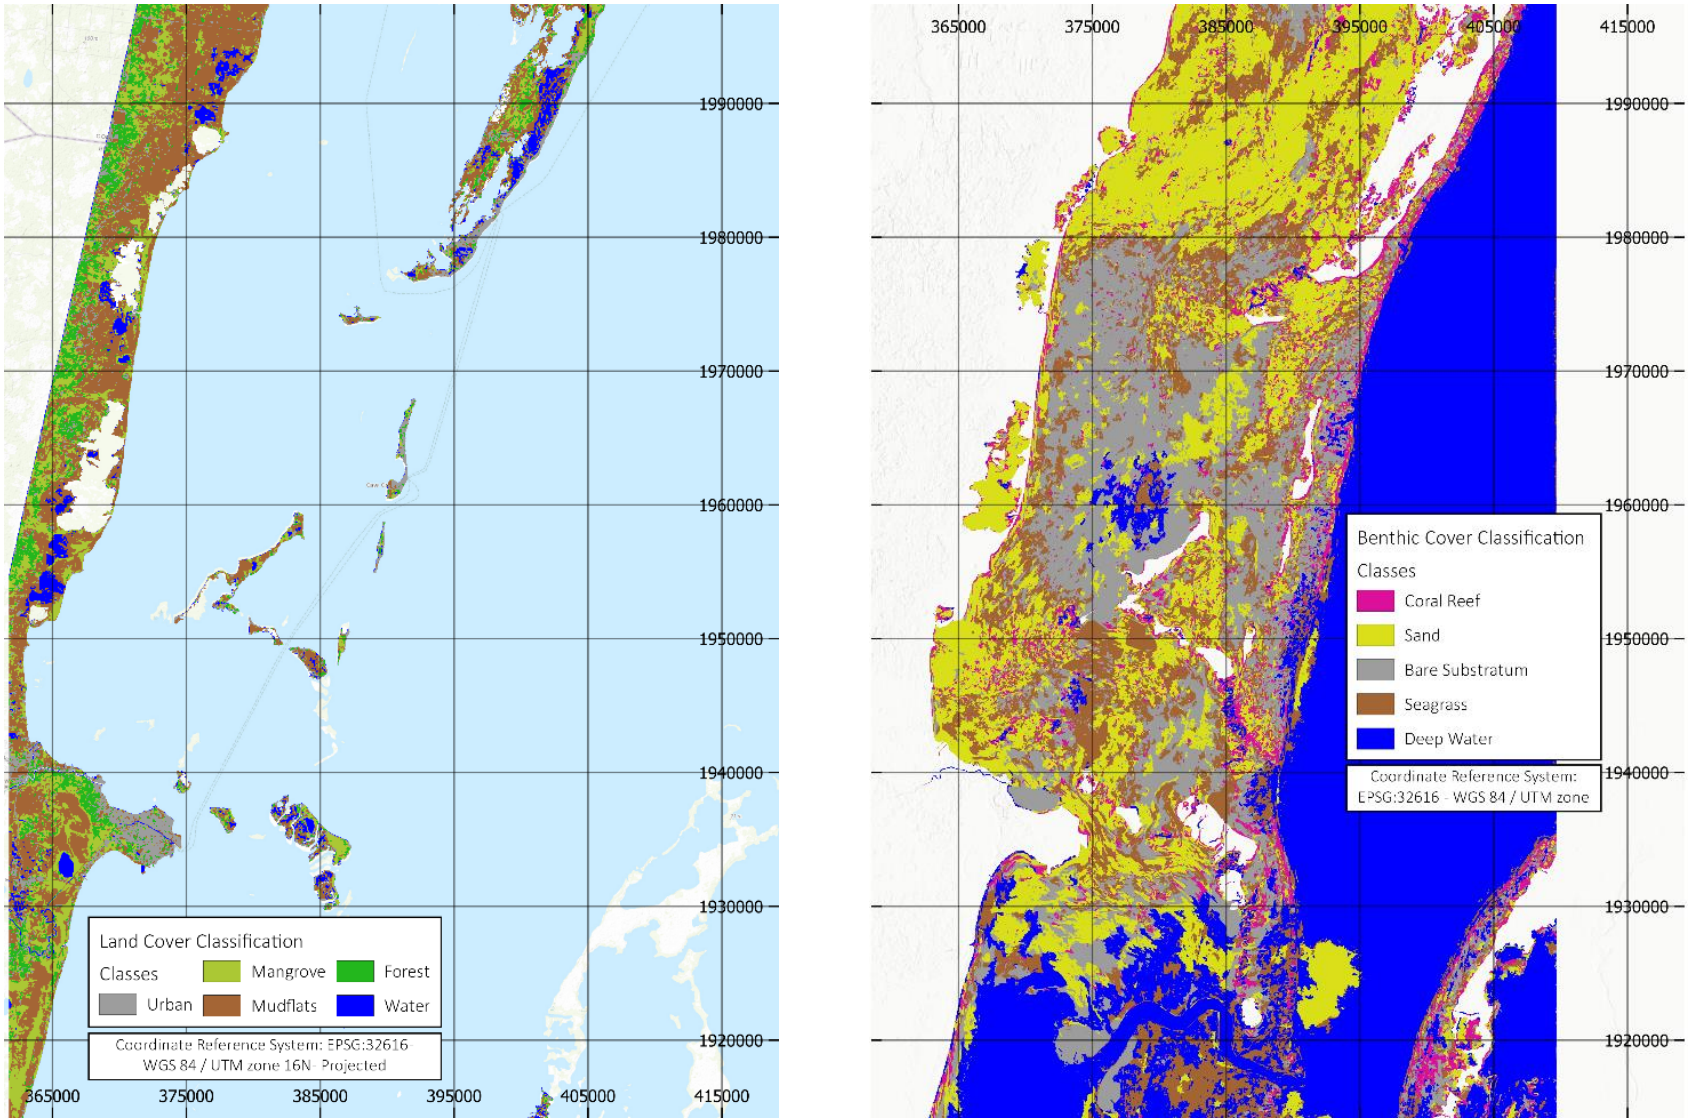 1990000
1980000
1970000
1960000
1950000
1940000
1930000
1920000
Land Cover Classification
Classes
Mangrove
Forest
Urban
Mudflats
Water
Coordinate Reference System: EPSG:32616-
WGS 84 / UTM zone 16N- Projected
365000 375000 385000 395000 405000 415000
365000 375000 385000 395000 405000 415000
1990000
1980000
1970000
1960000
1950000
1940000
1930000
1920000
Benthic Cover Classification
Classes
Coral Reef
Sand
Bare Substratum
Seagrass
Deep Water
Coordinate Reference System:
EPSG:32616 - WGS 84 / UTM zone